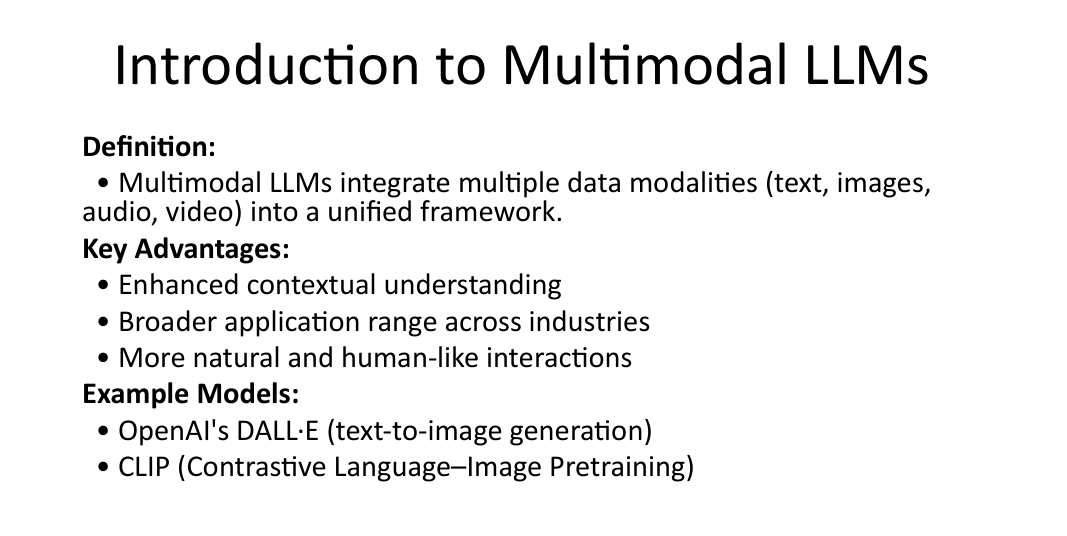 Introduction to Multimodal LLMs
Definition:
• Multimodal LLMs integrate multiple data modalities (text, images,
audio, video) into a unified framework.
Key Advantages:
• Enhanced contextual understanding
• Broader application range across industries
• More natural and human-like interactions
Example Models:
• OpenAI's DALL·E (text-to-image generation)
• CLIP (Contrastive Language–Image Pretraining)